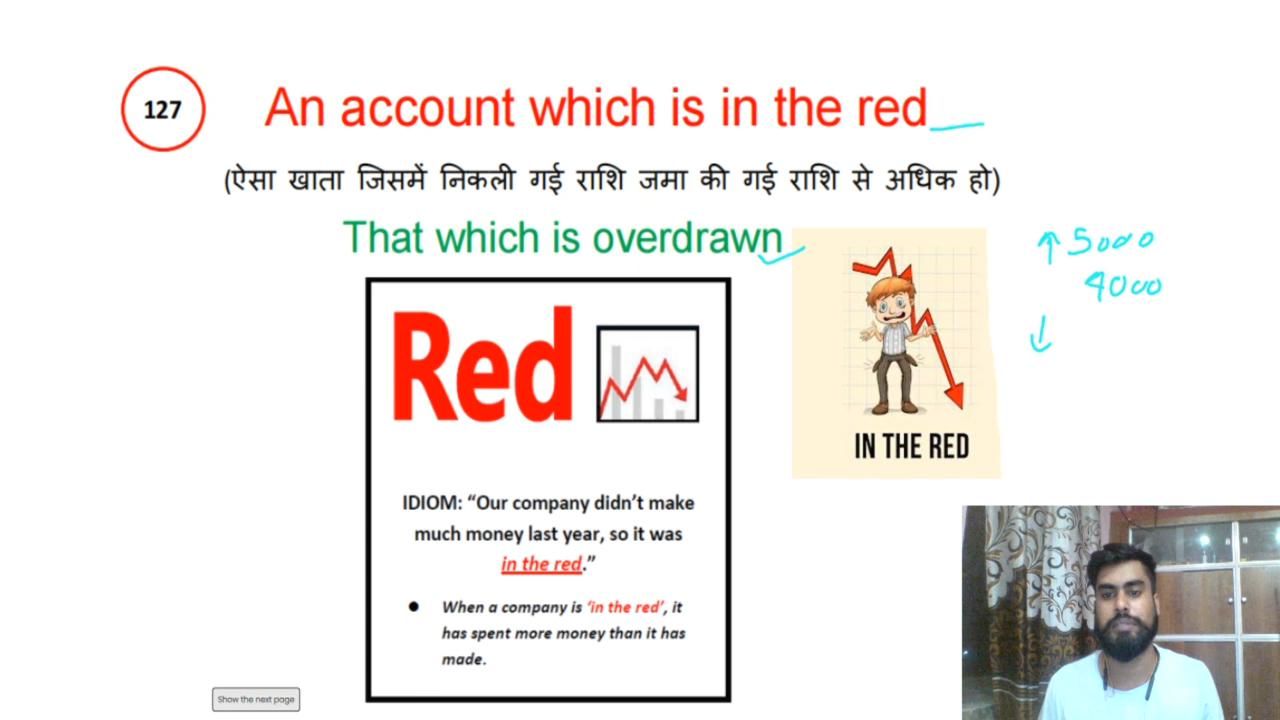 127
An account which is in the red
(ऐसा खाता जिसमें निकली गई राशि जमा की गई राशि से अधिक हो)
That which is overdrawn
5000
4000
Red
IN THE RED
IDIOM: “Our company didn’t make
much money last year, so it was
in the red.”
● When a company is ‘in the red’, it
has spent more money than it has
made.
Show the next page